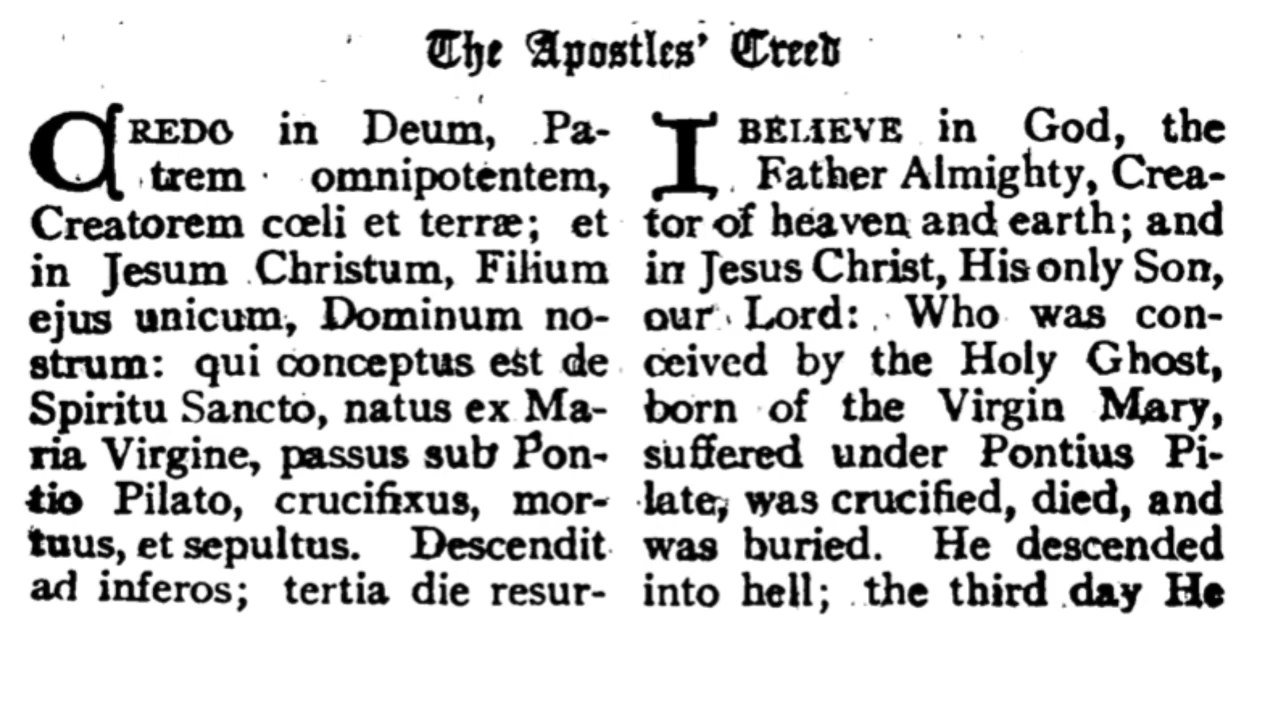 The Apostles' Creed
CREDO in Deum, Pa-
trem omnipotentem,
Creatorem cœli et terræ; et
in Jesum Christum, Filium
ejus unicum, Dominum no-
strum: qui conceptus est de
Spiritu Sancto, natus ex Ma-
ria Virgine, passus sub Pon-
tio Pilato, crucifixus, mor-
tuus, et sepultus. Descendit
ad inferos; tertia die resur-
I BELIEVE in God, the
Father Almighty, Crea-
tor of heaven and earth; and
in Jesus Christ, His only Son,
our Lord: Who was con-
ceived by the Holy Ghost,
born of the Virgin Mary,
suffered under Pontius Pi-
late, was crucified, died, and
was buried. He descended
into hell; the third day He